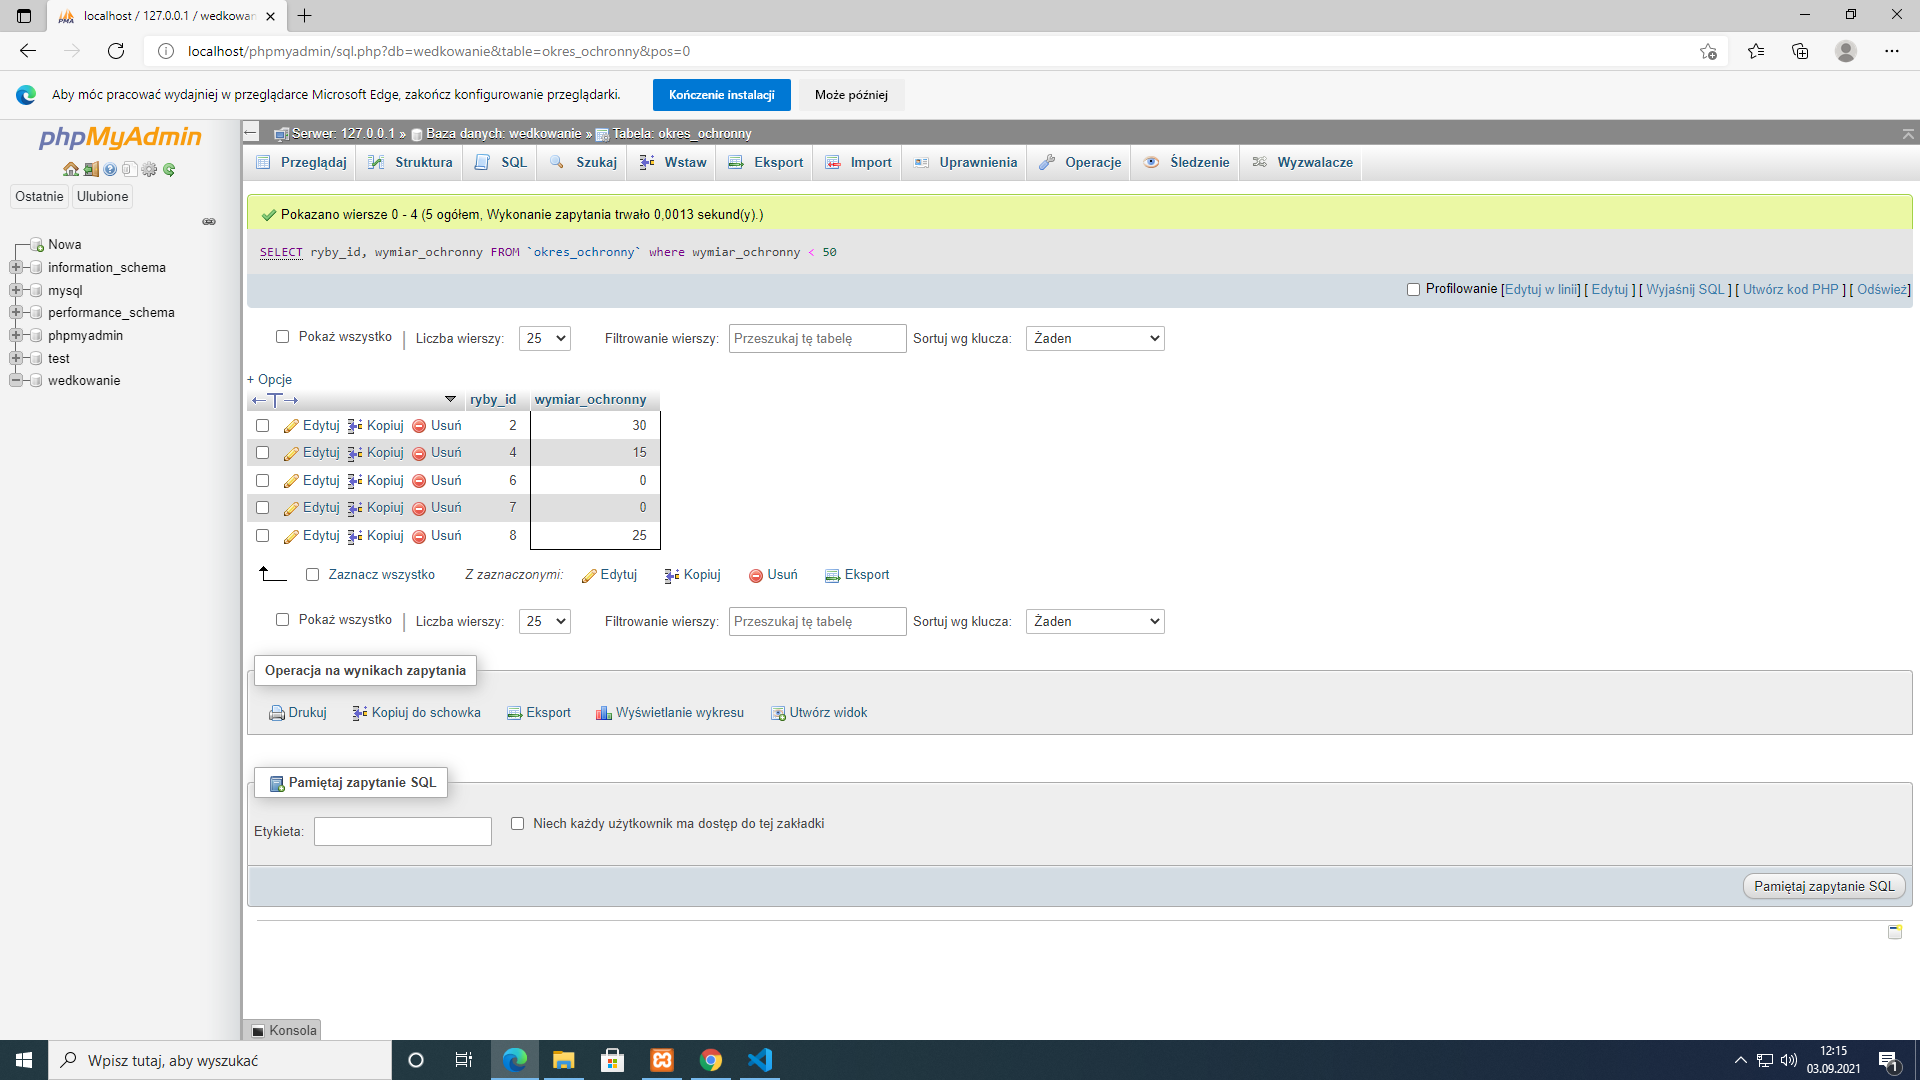 localhost / 127.0.0.1 / wedkowan
localhost/phpmyadmin/sql.php?db=wedkowanie&table=okres_ochronny&pos=0
Aby móc pracować wydajniej w przeglądarce Microsoft Edge, zakończ konfigurowanie przeglądarki. Kończenie instalacji Może później
phpMyAdmin
Ostatnie Ulubione
Nowa
information_schema
mysql
performance_schema
phpmyadmin
test
wedkowanie
Serwer: 127.0.0.1 » Baza danych: wedkowanie » Tabela: okres_ochronny
Przeglądaj Struktura SQL Szukaj Wstaw Eksport Import Uprawnienia Operacje Śledzenie Wyzwalacze
Pokazano wiersze 0 - 4 (5 ogółem, Wykonanie zapytania trwało 0,0013 sekund(y).)
SELECT ryby_id, wymiar_ochronny FROM `okres_ochronny` where wymiar_ochronny < 50
Profilowanie [Edytuj w linii] [ Edytuj ] [ Wyjaśnij SQL ] [ Utwórz kod PHP ] [ Odśwież]
Pokaż wszystko | Liczba wierszy: 25 Filtrowanie wierszy: Przeszukaj tę tabelę Sortuj wg klucza: Żaden
+ Opcje
←T→ ryby_id wymiar_ochronny
Edytuj Kopiuj Usuń 2 30
Edytuj Kopiuj Usuń 4 15
Edytuj Kopiuj Usuń 6 0
Edytuj Kopiuj Usuń 7 0
Edytuj Kopiuj Usuń 8 25
Zaznacz wszystko Z zaznaczonymi: Edytuj Kopiuj Usuń Eksport
Pokaż wszystko | Liczba wierszy: 25 Filtrowanie wierszy: Przeszukaj tę tabelę Sortuj wg klucza: Żaden
Operacja na wynikach zapytania
Drukuj Kopiuj do schowka Eksport Wyświetlanie wykresu Utwórz widok
Pamiętaj zapytanie SQL
Etykieta: Niech każdy użytkownik ma dostęp do tej zakładki
Pamiętaj zapytanie SQL
Konsola
Wpisz tutaj, aby wyszukać
12:15
03.09.2021
1